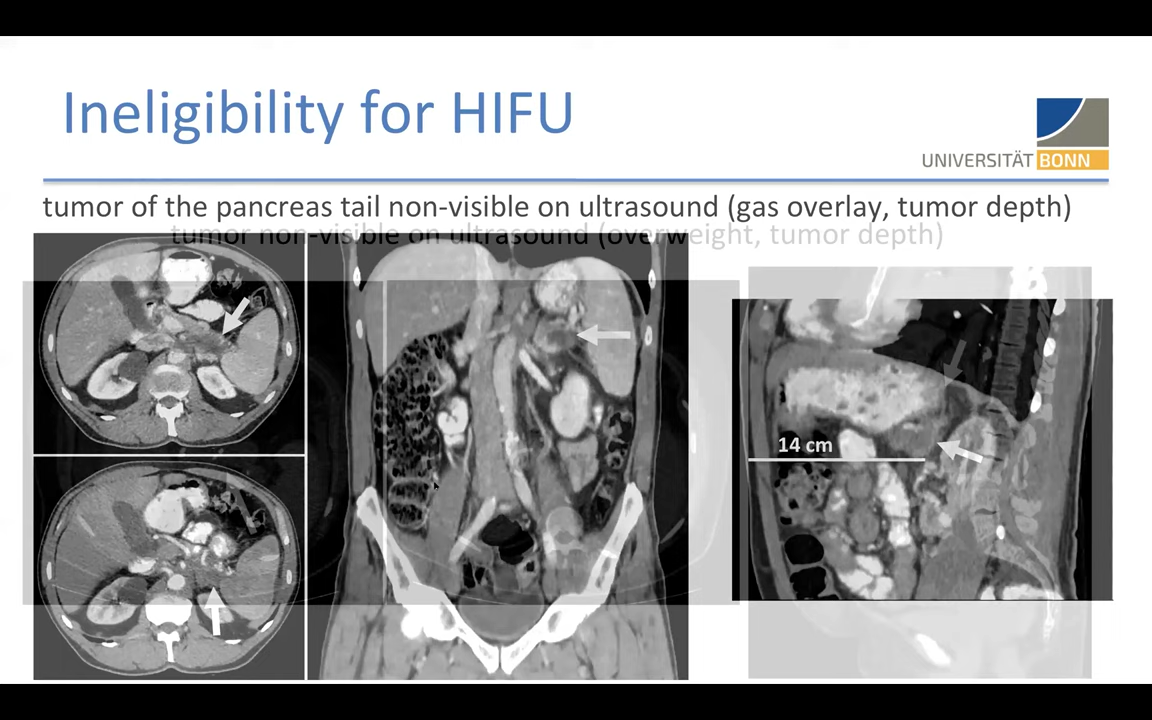 Ineligibility for HIFU
UNIVERSITÄT BONN
tumor of the pancreas tail non-visible on ultrasound (gas overlay, tumor depth)
tumor non-visible on ultrasound (overweight, tumor depth)
14 cm